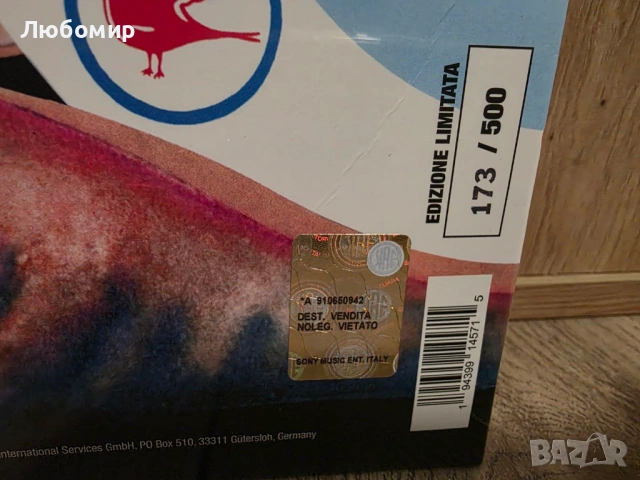 Любомир
EDIZIONE LIMITATA
173 / 500
*A 910650942
DEST. VENDITA
NOLEG. VIETATO
SONY MUSIC ENT. ITALY
1 94399 14571 5
nternational Services GmbH, PO Box 510, 33311 Gütersloh, Germany
BAZAR